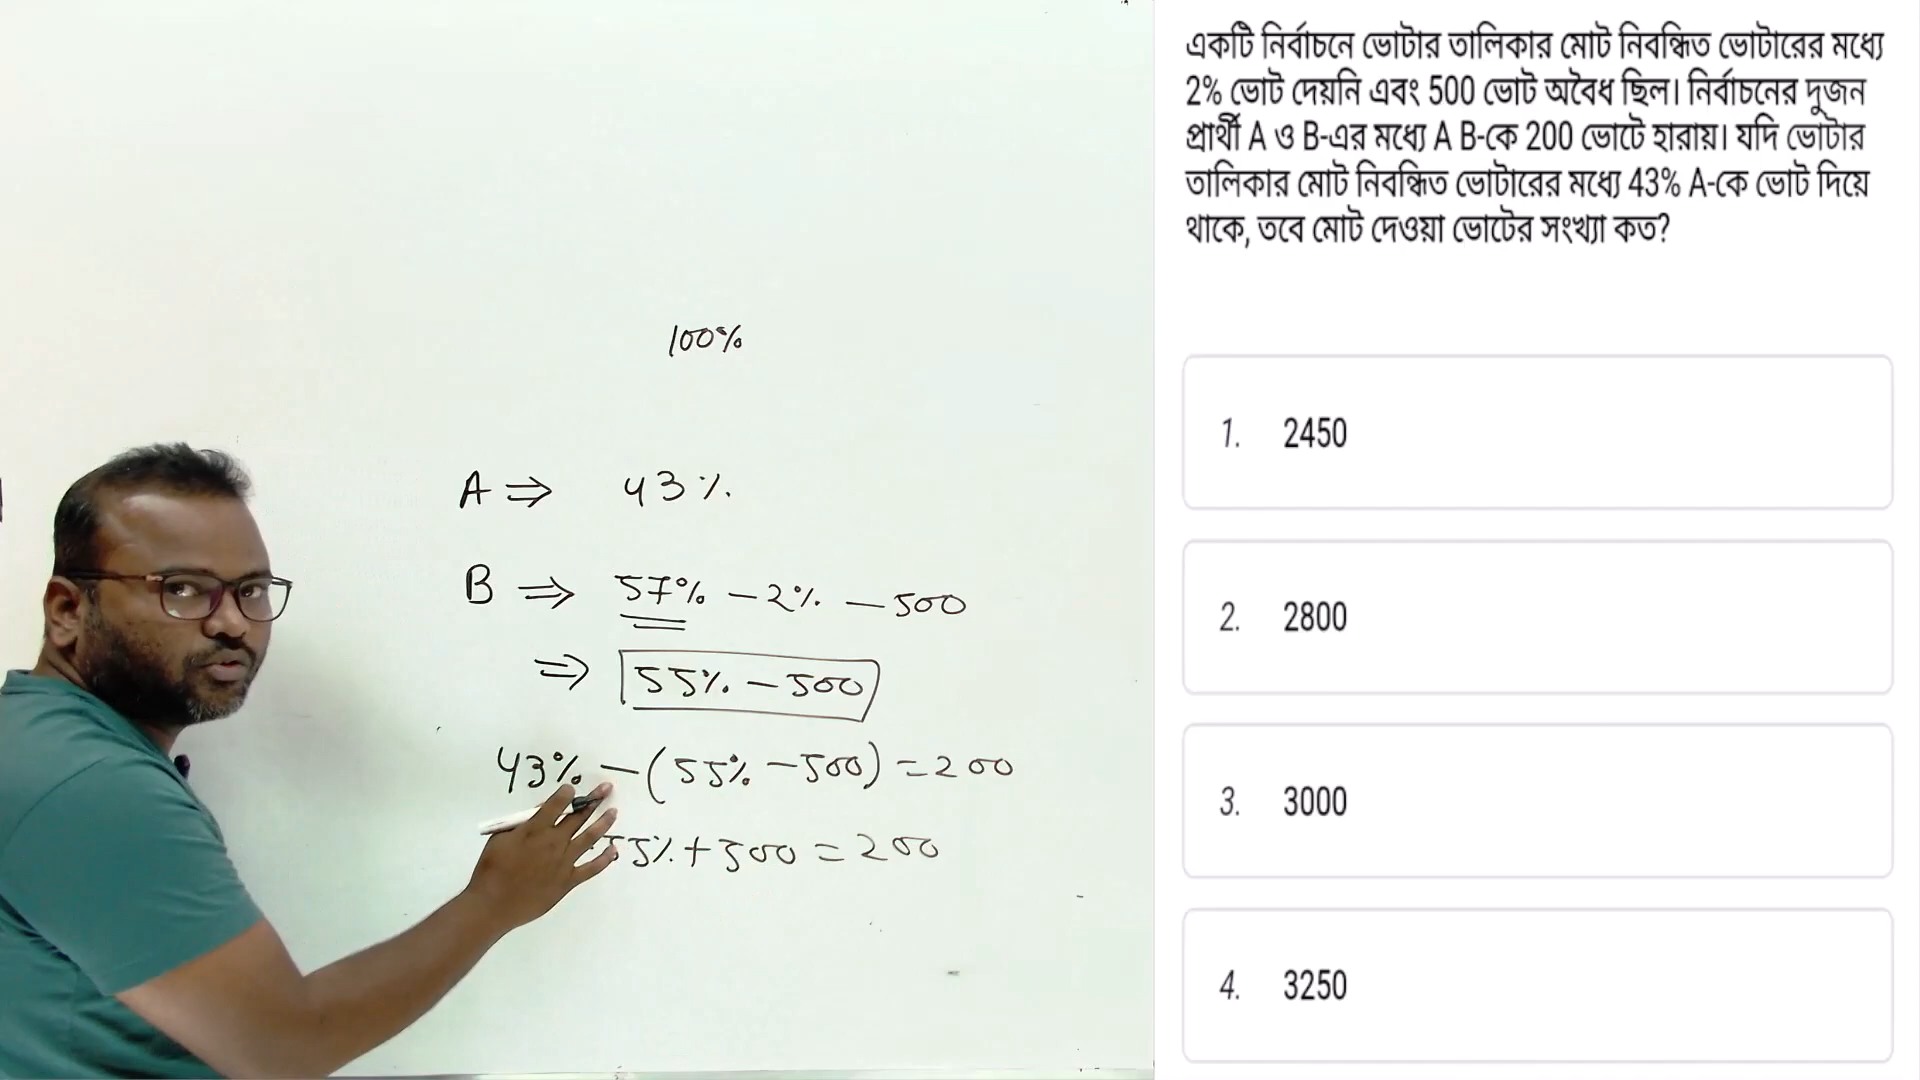 100%
A ⇒ 43%
B ⇒ 57% - 2% - 500
⇒ 55% - 500
43% - (55% - 500) = 200
55% + 500 = 200
একটি নির্বাচনে ভোটার তালিকার মোট নিবন্ধিত ভোটারের মধ্যে
2% ভোট দেয়নি এবং 500 ভোট অবৈধ ছিল। নির্বাচনের দুজন
প্রার্থী A ও B-এর মধ্যে A B-কে 200 ভোটে হারায়। যদি ভোটার
তালিকার মোট নিবন্ধিত ভোটারের মধ্যে 43% A-কে ভোট দিয়ে
থাকে, তবে মোট দেওয়া ভোটের সংখ্যা কত?
1. 2450
2. 2800
3. 3000
4. 3250